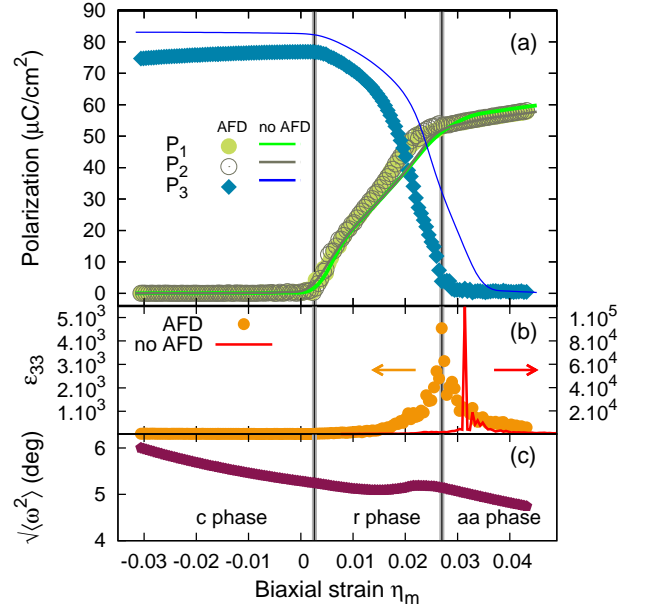 90
80
70
60
50
40
30
20
10
0
Polarization (μC/cm²)
(a)
AFD no AFD
P₁
P₂
P₃
5.10³
4.10³
3.10³
2.10³
1.10³
ε₃₃
AFD
no AFD
(b)
1.10⁵
8.10⁴
6.10⁴
4.10⁴
2.10⁴
6
5
4
√⟨ω²⟩ (deg)
(c)
c phase r phase aa phase
-0.03 -0.02 -0.01 0 0.01 0.02 0.03 0.04
Biaxial strain ηₘ